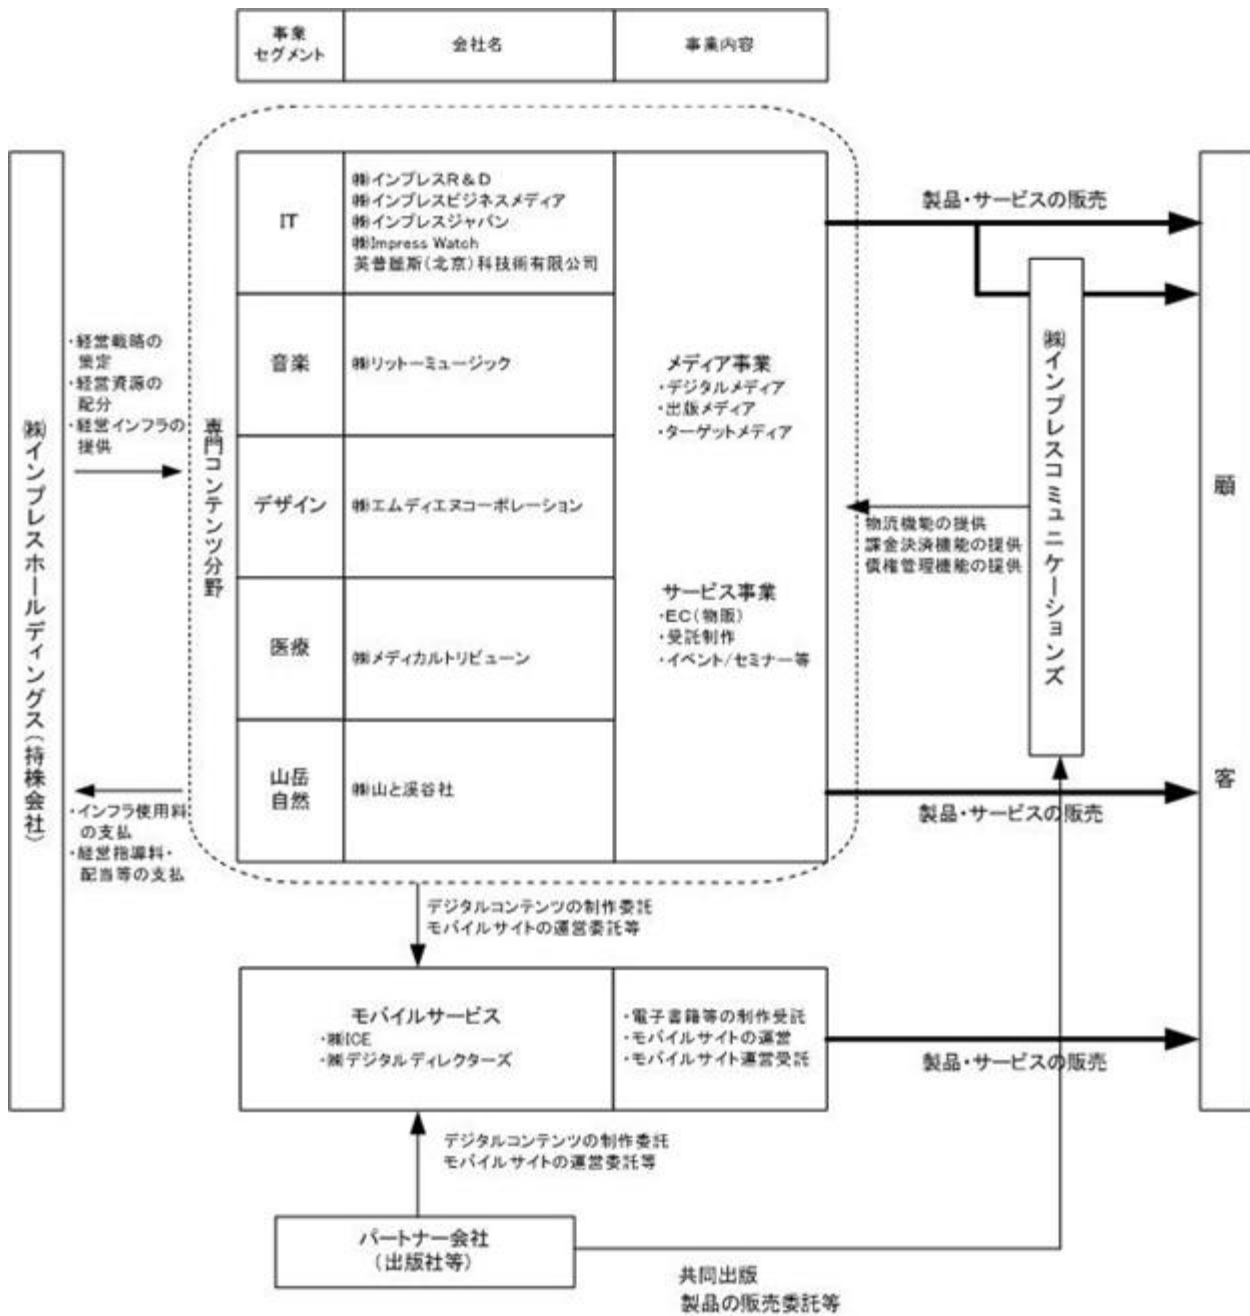 事業
セグメント
会社名
事業内容
㈱インプレスホールディングス(持株会社)
・経営戦略の
策定
・経営資源の
配分
・経営インフラの
提供
・インフラ使用料
の支払
・経営指導料・
配当等の支払
専門コンテンツ分野
IT
㈱インプレスR&D
㈱インプレスビジネスメディア
㈱インプレスジャパン
㈱Impress Watch
英普麗斯(北京)科技術有限公司
音楽
㈱リットーミュージック
デザイン
㈱エムディエヌコーポレーション
医療
㈱メディカルトリビューン
山岳
自然
㈱山と溪谷社
メディア事業
・デジタルメディア
・出版メディア
・ターゲットメディア
サービス事業
・EC(物販)
・受託制作
・イベント/セミナー等
製品・サービスの販売
㈱インプレスコミュニケーションズ
物流機能の提供
課金決済機能の提供
債権管理機能の提供
製品・サービスの販売
顧客
デジタルコンテンツの制作委託
モバイルサイトの運営委託等
モバイルサービス
・㈱ICE
・㈱デジタルディレクターズ
・電子書籍等の制作受託
・モバイルサイトの運営
・モバイルサイト運営受託
製品・サービスの販売
デジタルコンテンツの制作委託
モバイルサイトの運営委託等
パートナー会社
(出版社等)
共同出版
製品の販売委託等